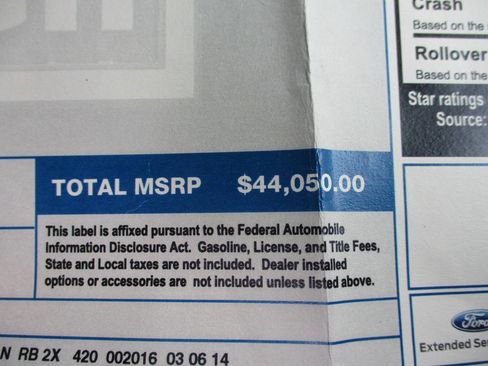 Crash
Based on the
Rollover
Based on the
Star ratings
Source:
TOTAL MSRP $44,050.00
This label is affixed pursuant to the Federal Automobile
Information Disclosure Act. Gasoline, License, and Title Fees,
State and Local taxes are not included. Dealer installed
options or accessories are not included unless listed above.
Ford
Extended Ser
N RB 2X 420 002016 03 06 14